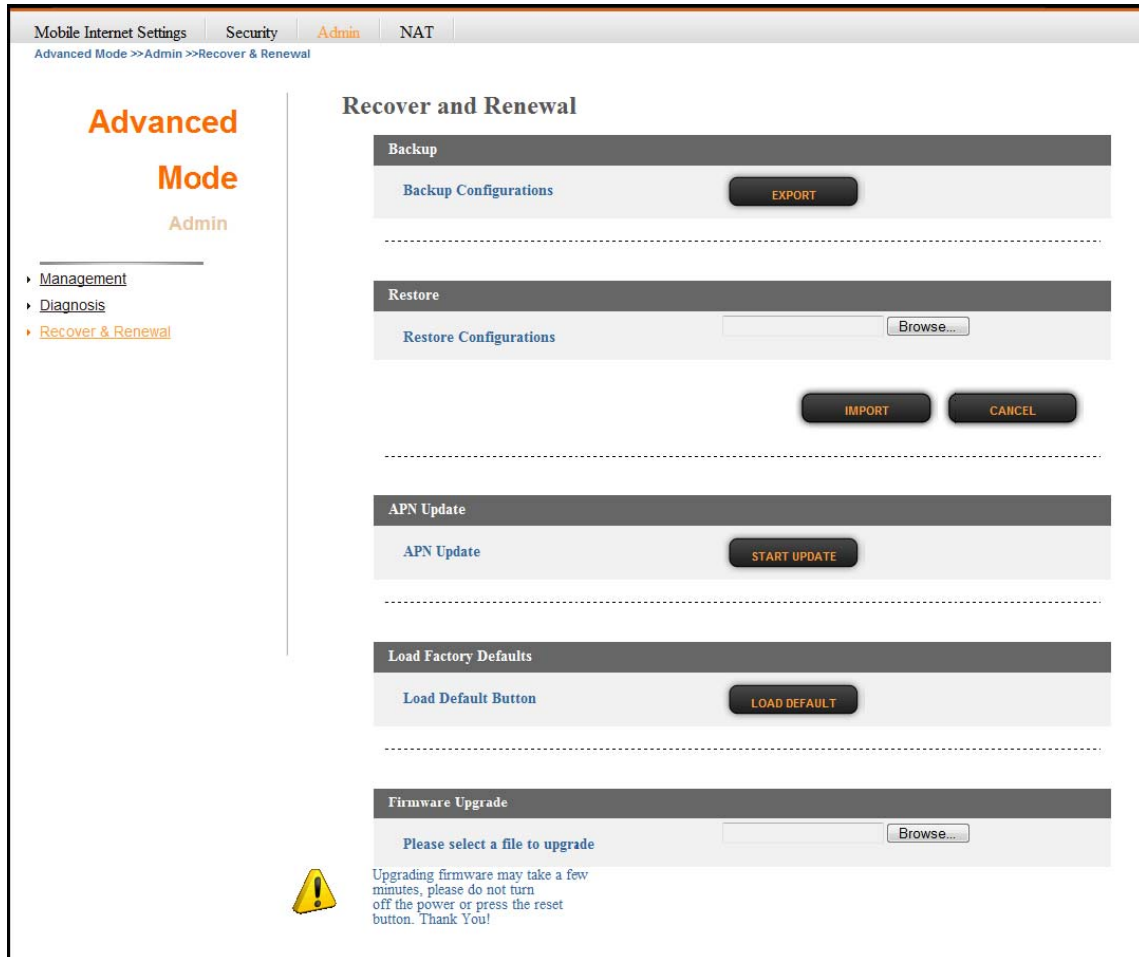 Mobile Internet Settings Security Admin NAT
Advanced Mode >>Admin >>Recover & Renewal
Advanced
Mode
Admin
Management
Diagnosis
Recover & Renewal
Recover and Renewal
Backup
Backup Configurations EXPORT
Restore
Restore Configurations Browse...
IMPORT CANCEL
APN Update
APN Update START UPDATE
Load Factory Defaults
Load Default Button LOAD DEFAULT
Firmware Upgrade
Please select a file to upgrade Browse...
Upgrading firmware may take a few
minutes, please do not turn
off the power or press the reset
button. Thank You!